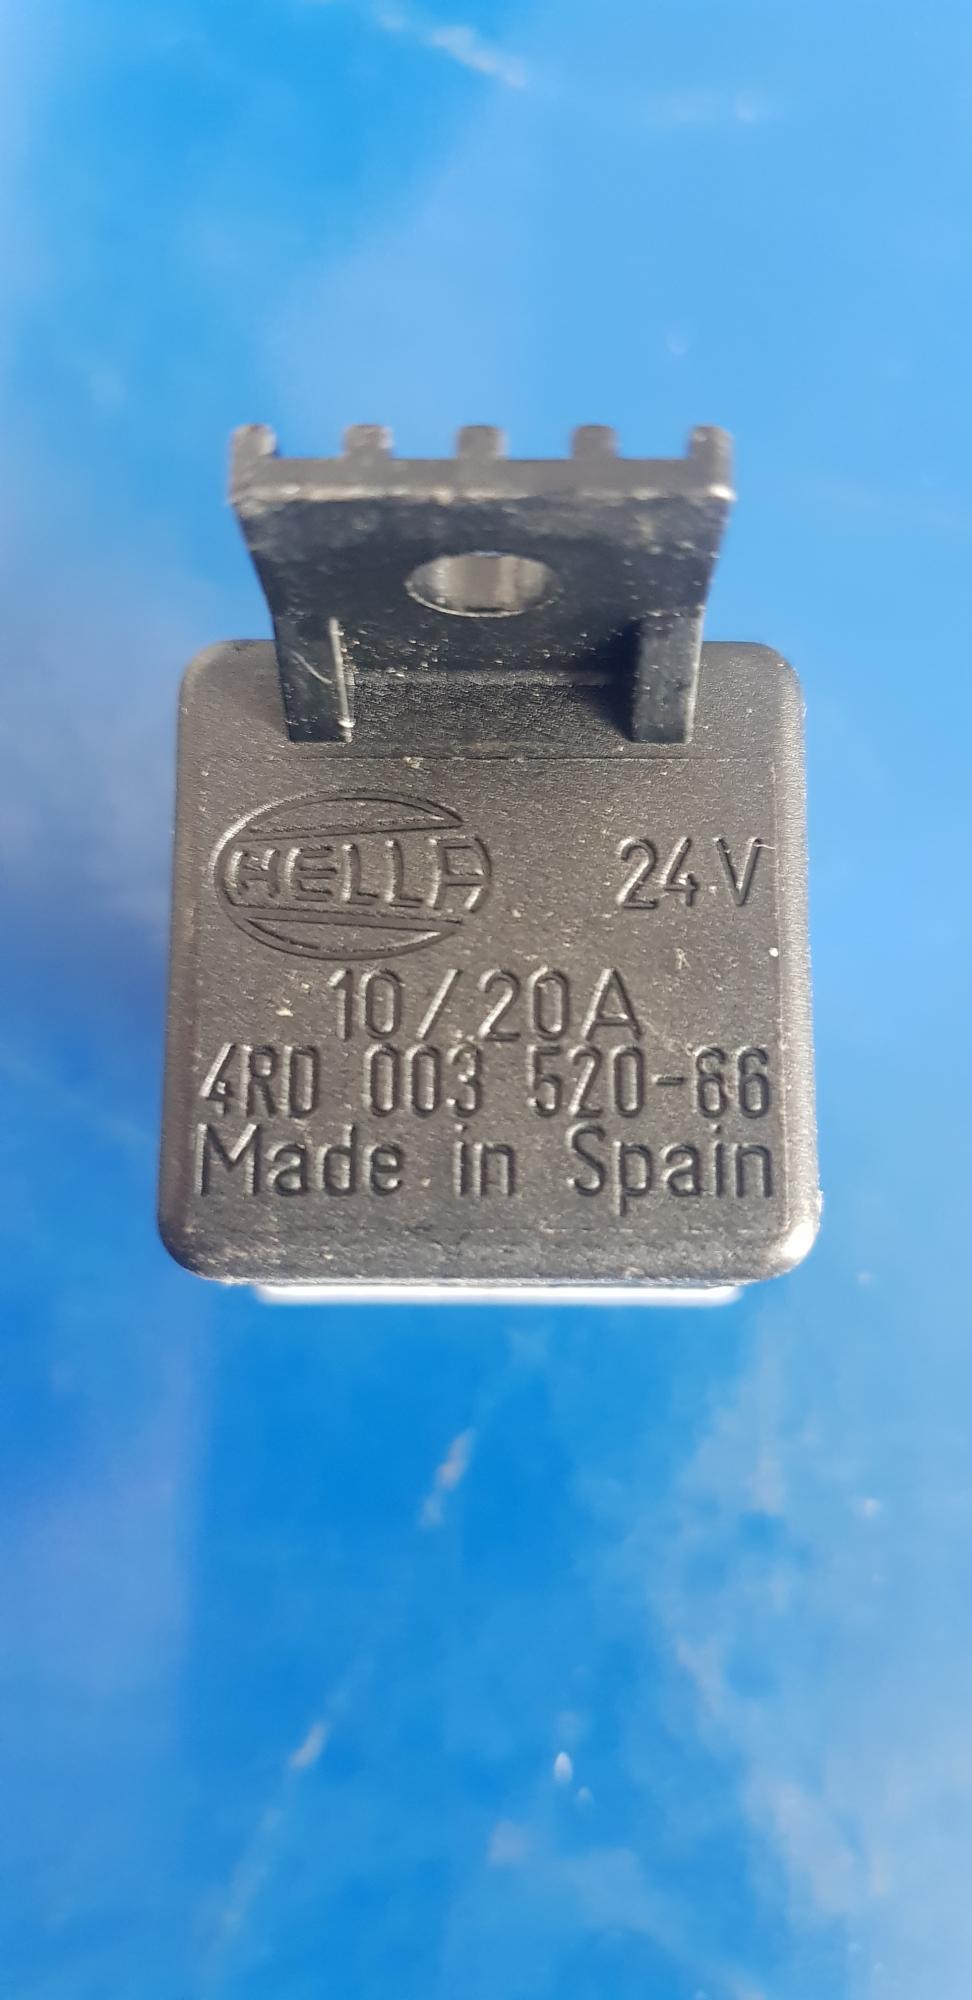 HELLA 24V
10/20A
4RD 003 520-66
Made in Spain